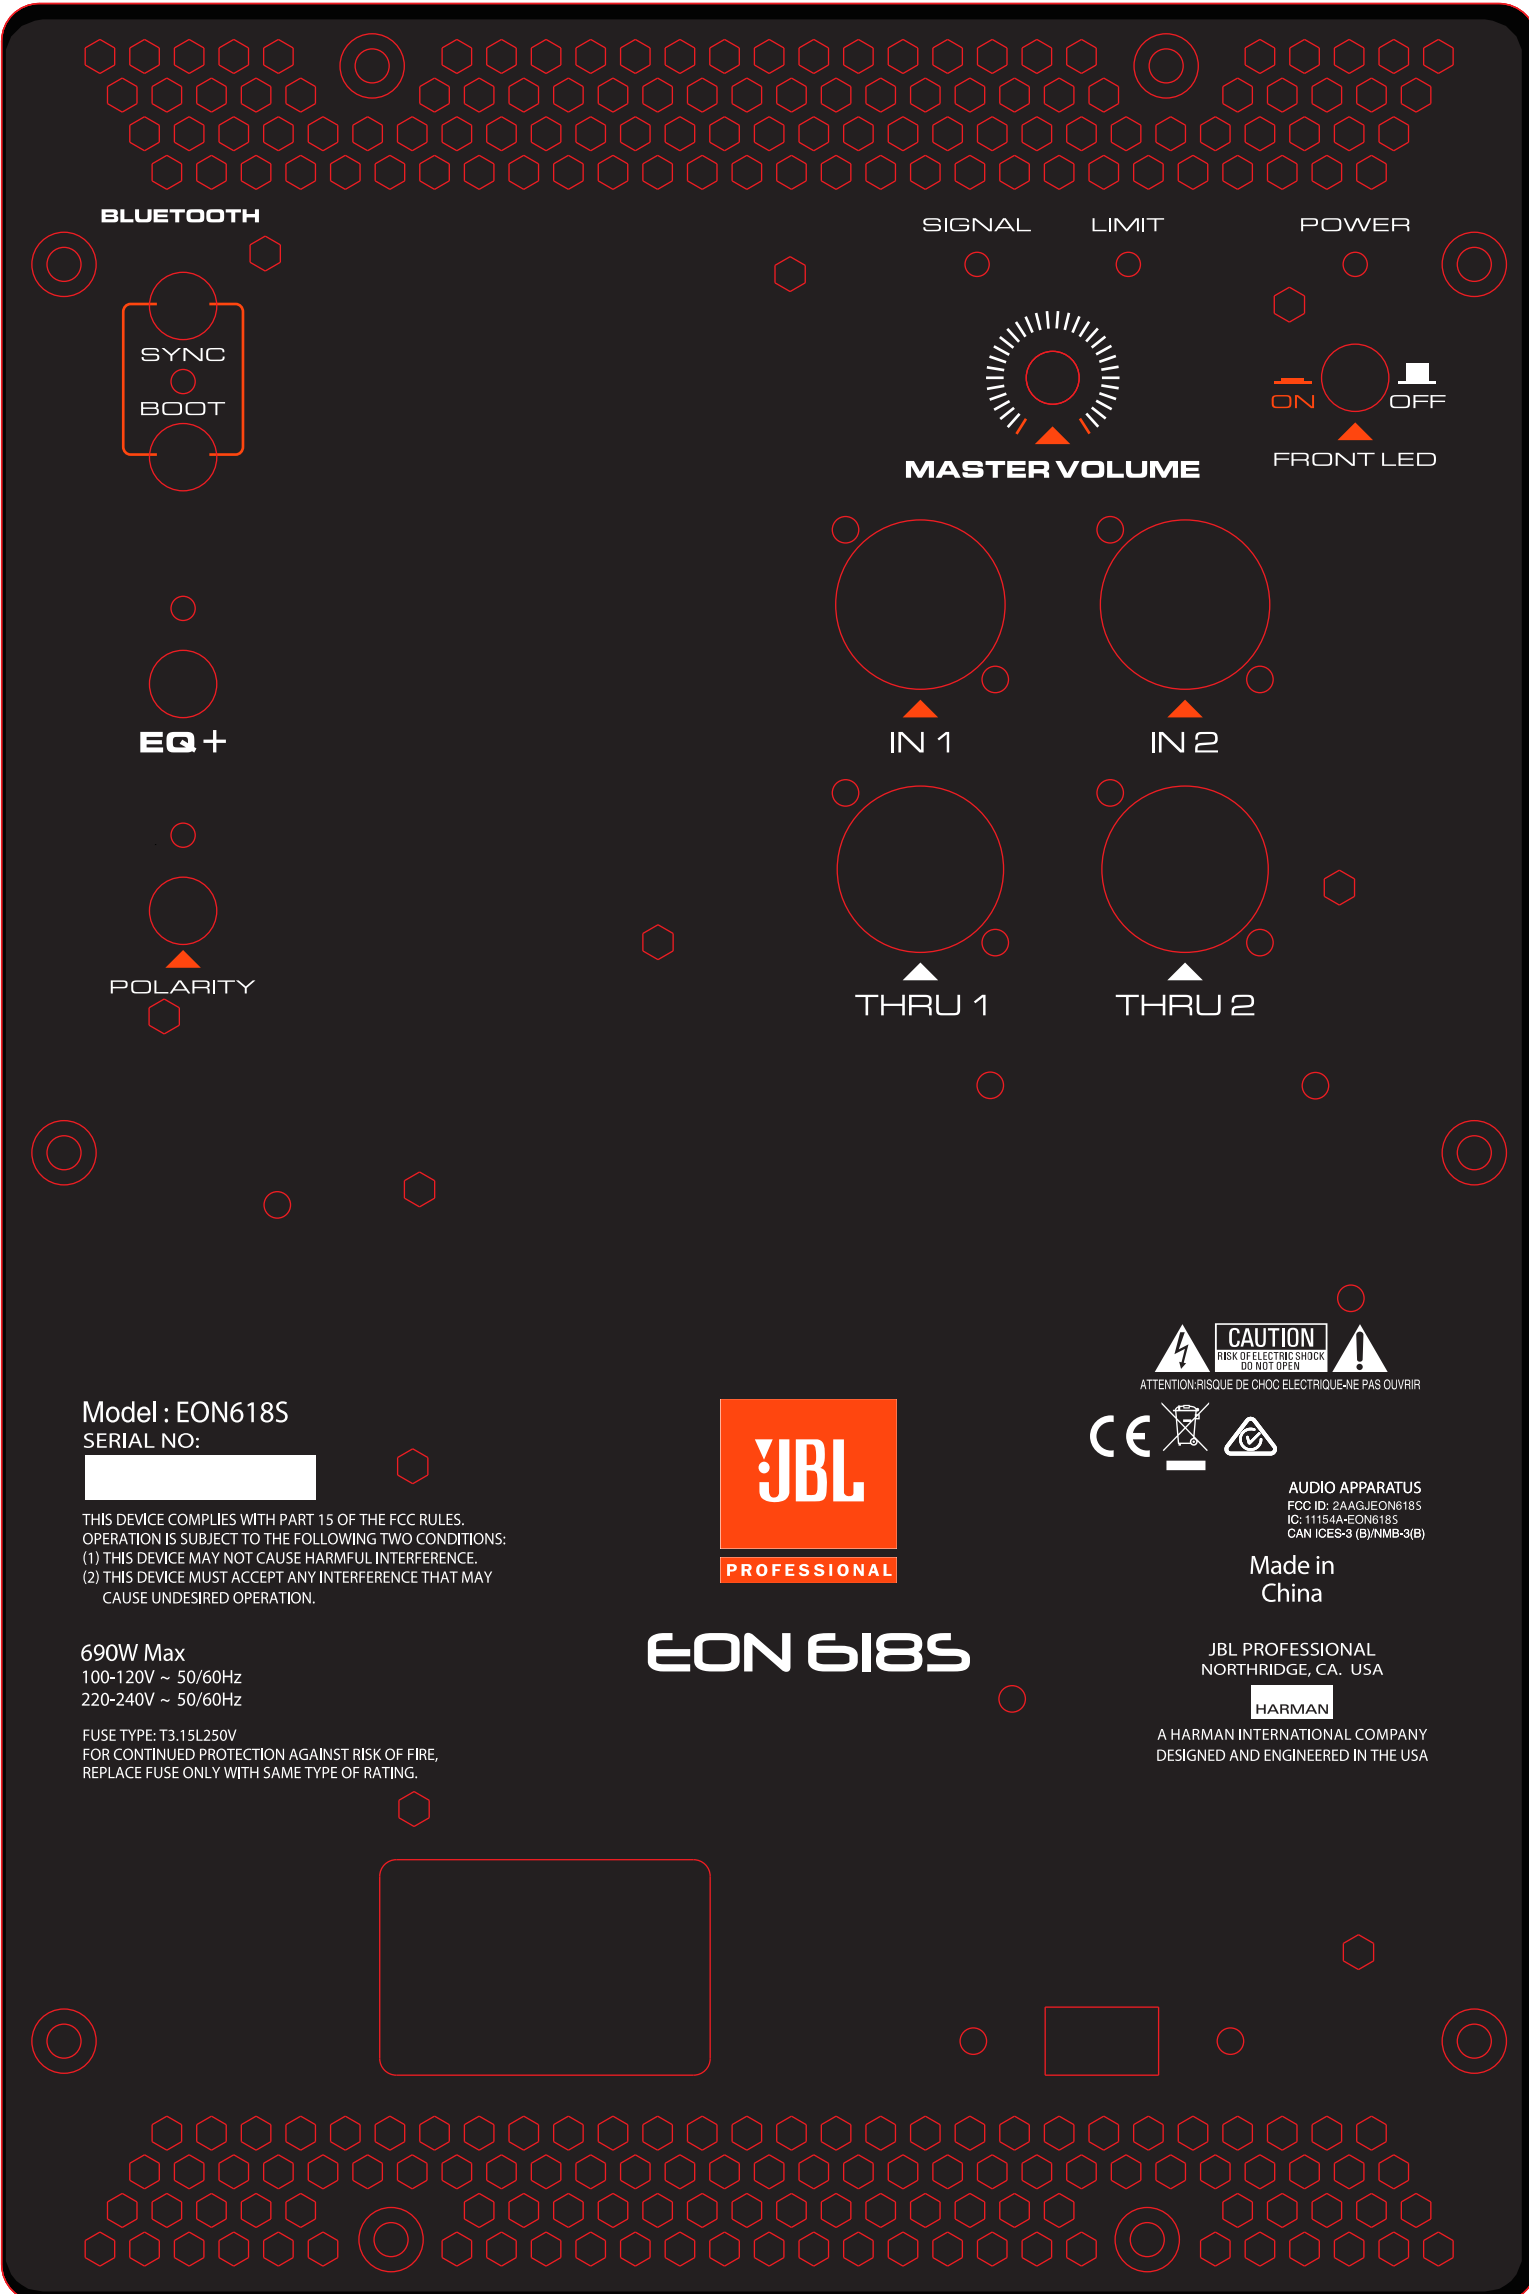 BLUETOOTH
SIGNAL LIMIT POWER
SYNC
BOOT
ON OFF
MASTER VOLUME
FRONT LED
EQ+
IN 1 IN 2
POLARITY
THRU 1 THRU 2
CAUTION
RISK OF ELECTRIC SHOCK
DO NOT OPEN
ATTENTION:RISQUE DE CHOC ELECTRIQUE-NE PAS OUVRIR
Model : EON618S
SERIAL NO:
THIS DEVICE COMPLIES WITH PART 15 OF THE FCC RULES.
OPERATION IS SUBJECT TO THE FOLLOWING TWO CONDITIONS:
(1) THIS DEVICE MAY NOT CAUSE HARMFUL INTERFERENCE.
(2) THIS DEVICE MUST ACCEPT ANY INTERFERENCE THAT MAY
CAUSE UNDESIRED OPERATION.
690W Max
100-120V ~ 50/60Hz
220-240V ~ 50/60Hz
FUSE TYPE: T3.15L250V
FOR CONTINUED PROTECTION AGAINST RISK OF FIRE,
REPLACE FUSE ONLY WITH SAME TYPE OF RATING.
JBL
PROFESSIONAL
EON 618S
CE
AUDIO APPARATUS
FCC ID: 2AAGJEON618S
IC: 11154A-EON618S
CAN ICES-3 (B)/NMB-3(B)
Made in
China
JBL PROFESSIONAL
NORTHRIDGE, CA. USA
HARMAN
A HARMAN INTERNATIONAL COMPANY
DESIGNED AND ENGINEERED IN THE USA